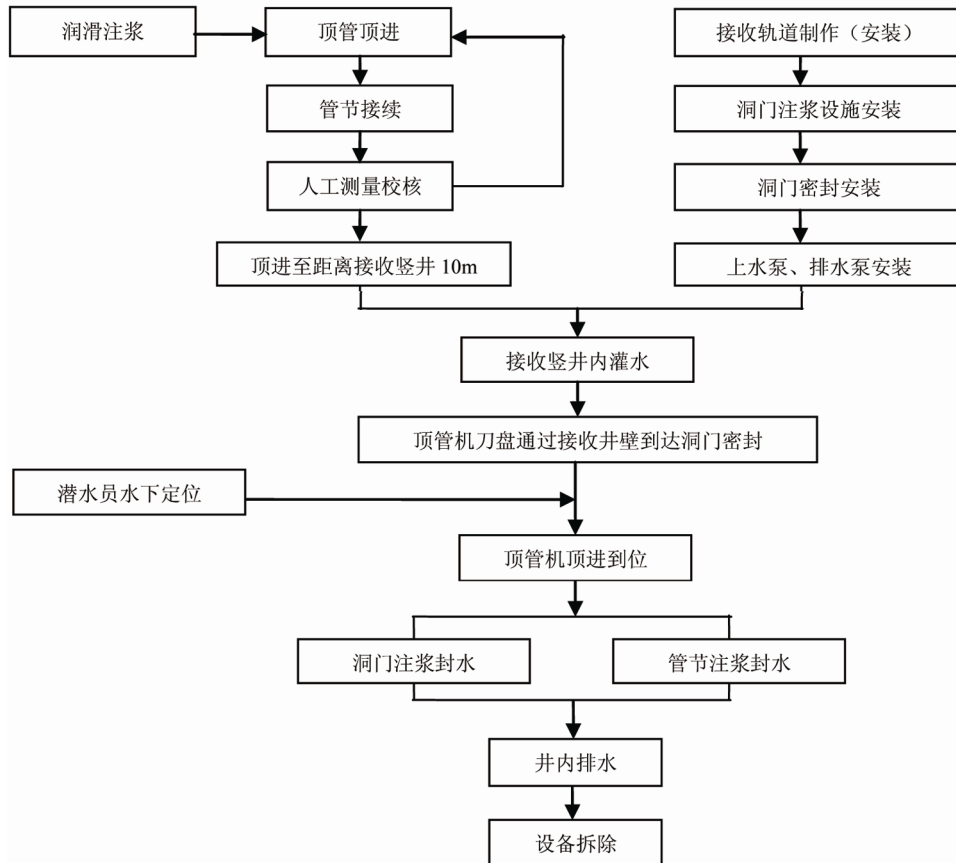 润滑注浆
顶管顶进
接收轨道制作（安装）
管节接续
洞门注浆设施安装
人工测量校核
洞门密封安装
顶进至距离接收竖井 10m
上水泵、排水泵安装
接收竖井内灌水
顶管机刀盘通过接收井壁到达洞门密封
潜水员水下定位
顶管机顶进到位
洞门注浆封水
管节注浆封水
井内排水
设备拆除